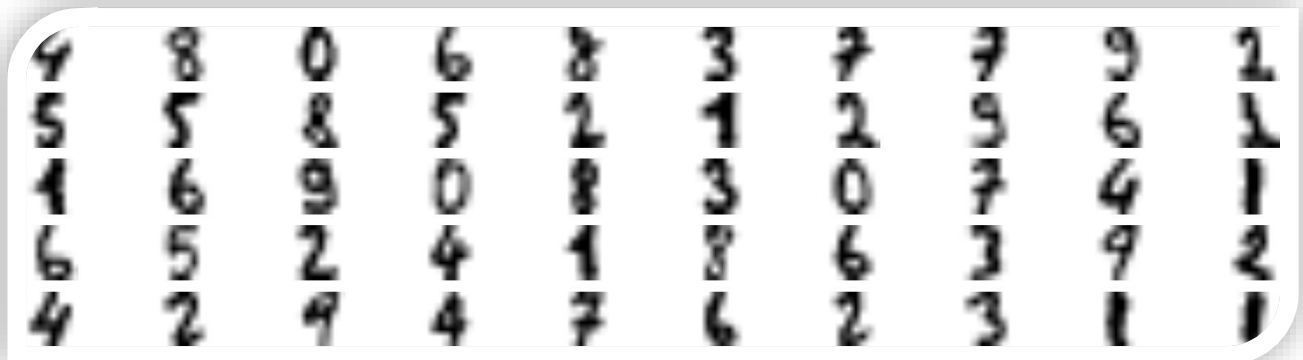 4 8 0 6 8 3 7 7 9 2
5 5 8 5 2 1 2 9 6 1
1 6 9 0 8 3 0 7 4 1
6 5 2 4 1 8 6 3 9 2
4 2 9 4 7 6 2 3 1 1